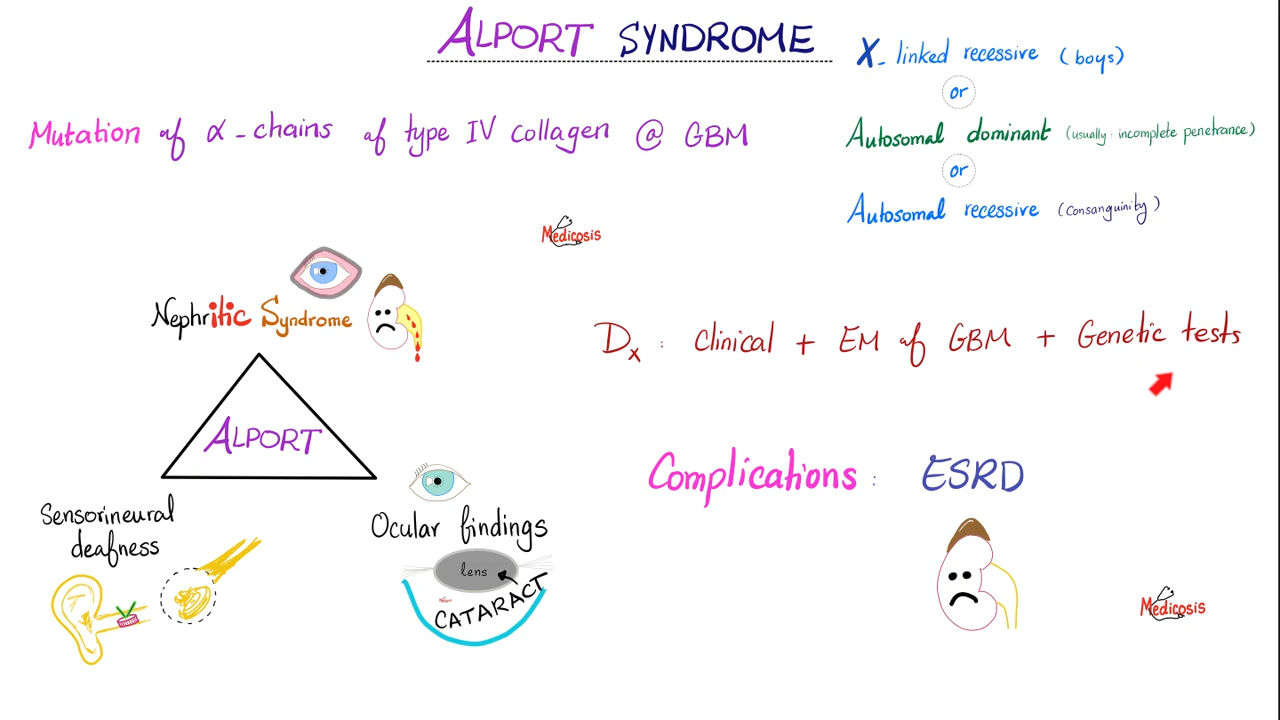 ALPORT SYNDROME
X-linked recessive (boys)
or
Autosomal dominant (usually: incomplete penetrance)
or
Autosomal recessive (consanguinity)
Mutation of α-chains of type IV collagen @ GBM
Medicosis
Nephritic Syndrome
ALPORT
Sensorineural
deafness
Ocular findings
lens
CATARACT
Dx: Clinical + EM of GBM + Genetic tests
Complications: ESRD
Medicosis